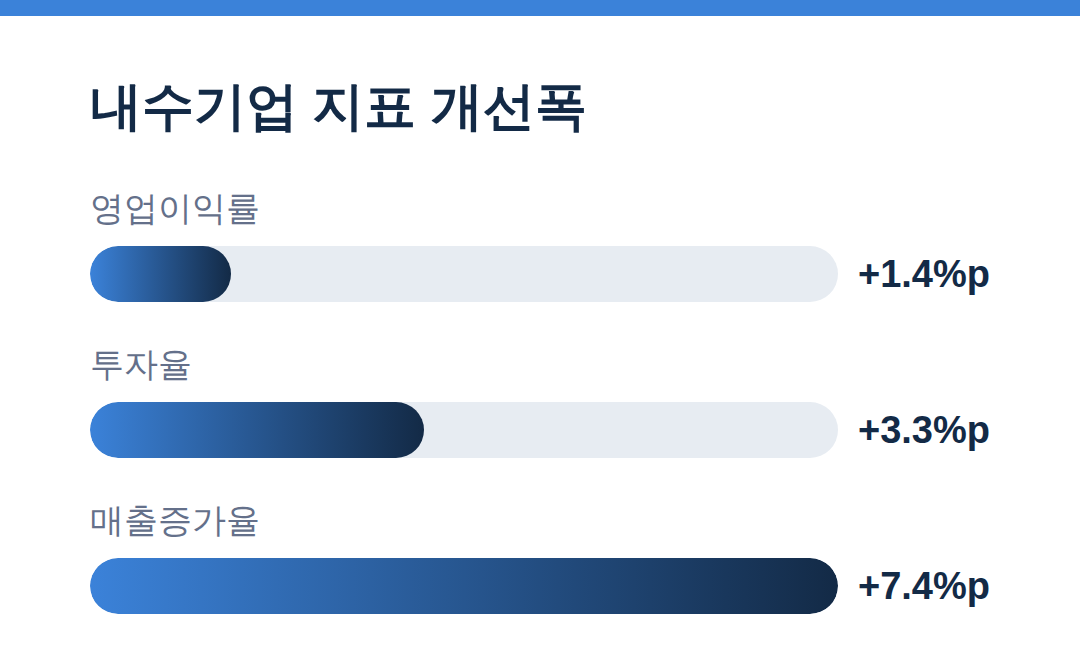 내수기업 지표 개선폭
영업이익률
+1.4%p
투자율
+3.3%p
매출증가율
+7.4%p